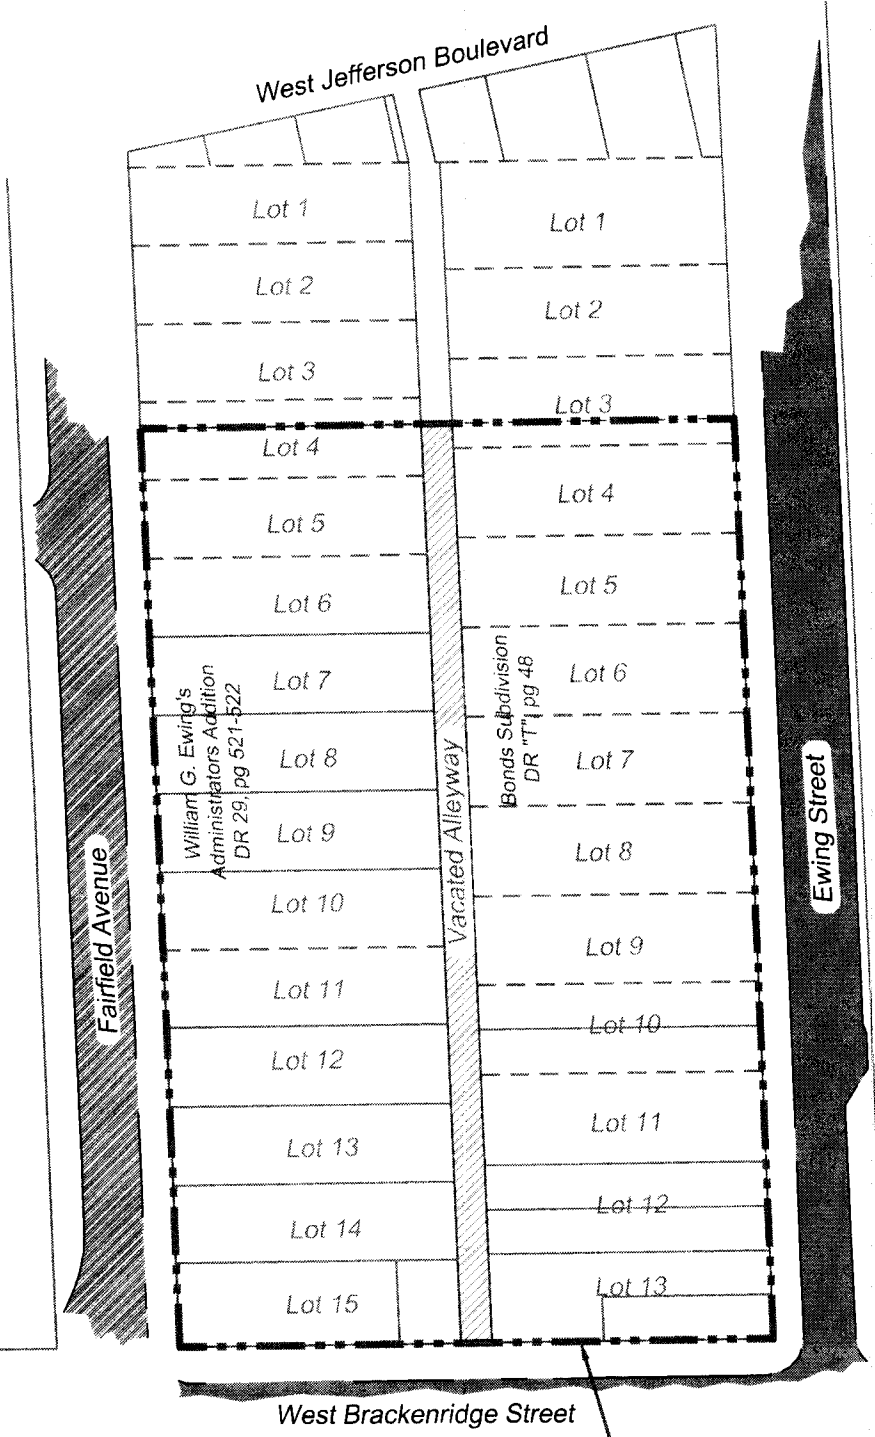 West Jefferson Boulevard
Lot 1
Lot 2
Lot 3
Lot 4
Lot 5
Lot 6
Lot 7
Lot 8
Lot 9
Lot 10
Lot 11
Lot 12
Lot 13
Lot 14
Lot 15
William G. Ewing's
Administrators Addition
DR 29, pg 521-522
Fairfield Avenue
Vacated Alleyway
Lot 1
Lot 2
Lot 3
Lot 4
Lot 5
Lot 6
Lot 7
Lot 8
Lot 9
Lot 10
Lot 11
Lot 12
Lot 13
Bonds Subdivision
DR "T", pg 48
Ewing Street
West Brackenridge Street